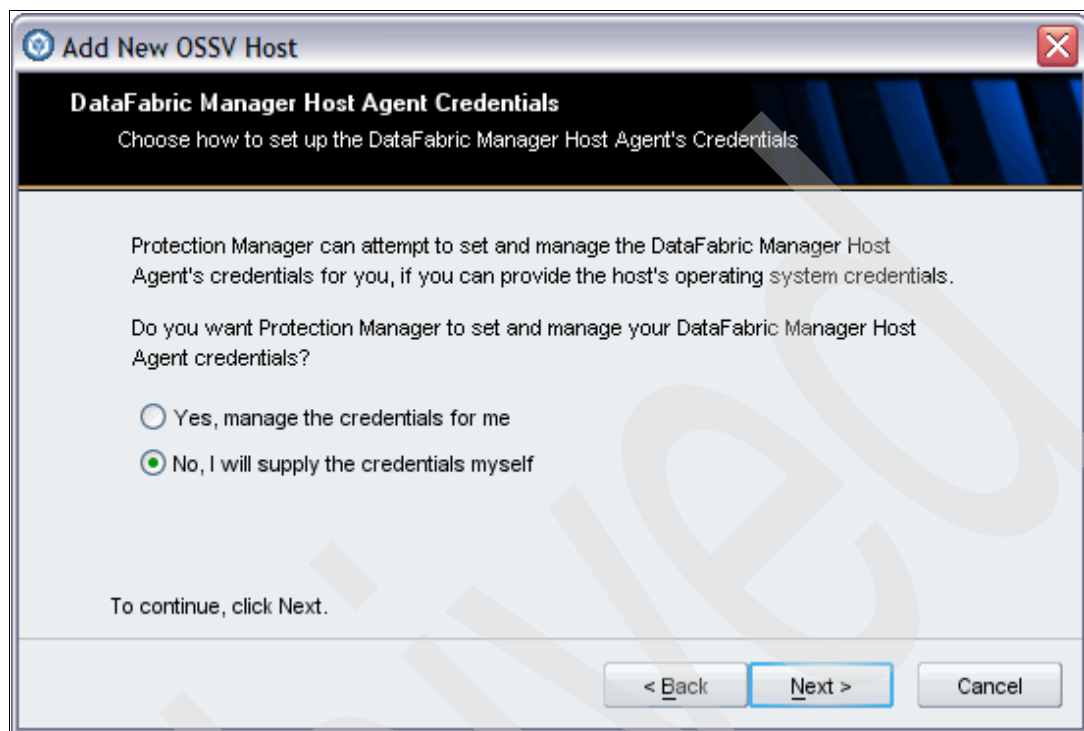 Add New OSSV Host
DataFabric Manager Host Agent Credentials
Choose how to set up the DataFabric Manager Host Agent's Credentials
Protection Manager can attempt to set and manage the DataFabric Manager Host
Agent's credentials for you, if you can provide the host's operating system credentials.
Do you want Protection Manager to set and manage your DataFabric Manager Host
Agent credentials?
Yes, manage the credentials for me
No, I will supply the credentials myself
To continue, click Next.
< Back Next > Cancel